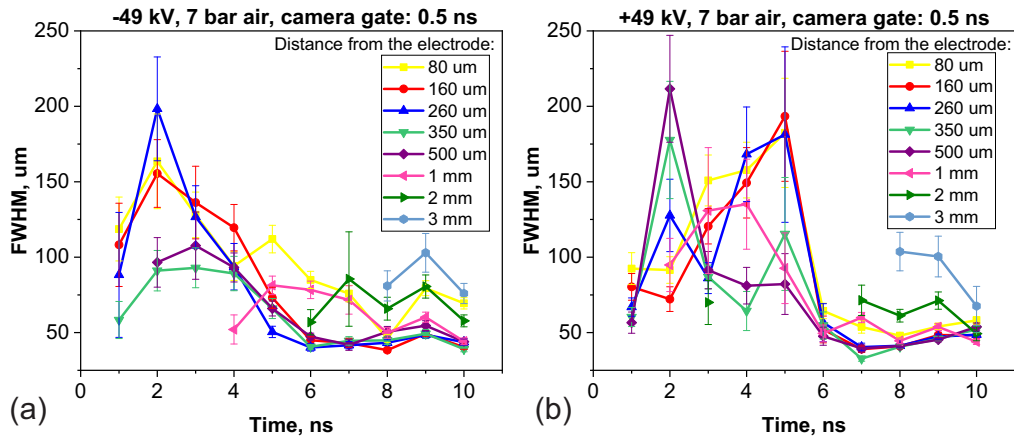 -49 kV, 7 bar air, camera gate: 0.5 ns
Distance from the electrode:
80 um
160 um
260 um
350 um
500 um
1 mm
2 mm
3 mm
250
200
150
100
50
FWHM, um
0 2 4 6 8 10
Time, ns
(a)
+49 kV, 7 bar air, camera gate: 0.5 ns
Distance from the electrode:
80 um
160 um
260 um
350 um
500 um
1 mm
2 mm
3 mm
250
200
150
100
50
FWHM, um
0 2 4 6 8 10
Time, ns
(b)